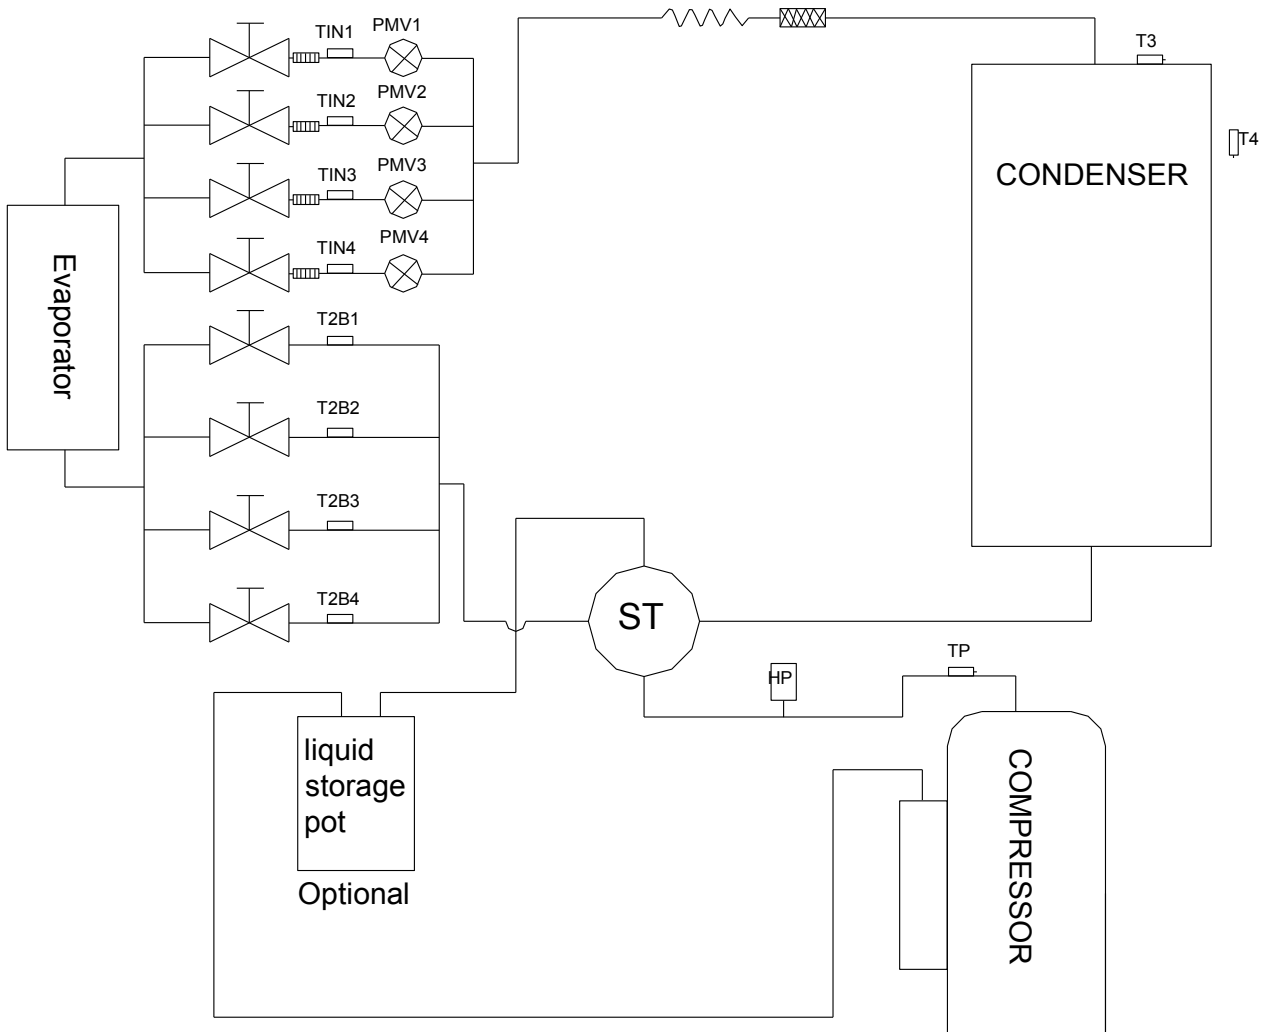 TIN1
PMV1
T3
TIN2
PMV2
T4
TIN3
PMV3
CONDENSER
TIN4
PMV4
Evaporator
T2B1
T2B2
T2B3
T2B4
ST
TP
HP
liquid
storage
pot
Optional
COMPRESSOR